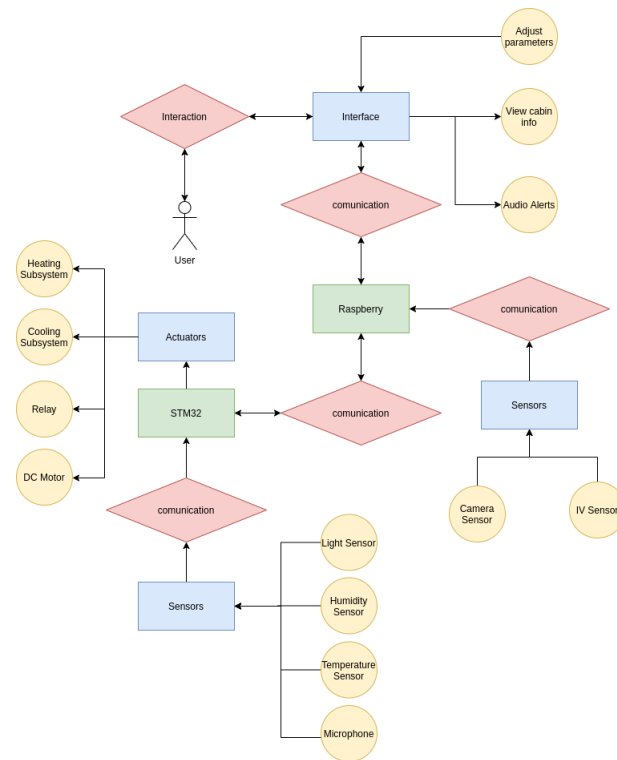 Adjust
parameters
Interaction
Interface
View cabin
info
comunication
Audio Alerts
User
Heating
Subsystem
Raspberry
comunication
Cooling
Subsystem
Actuators
Relay
STM32
comunication
Sensors
DC Motor
comunication
Camera
Sensor
IV Sensor
Light Sensor
Sensors
Humidity
Sensor
Temperature
Sensor
Microphone